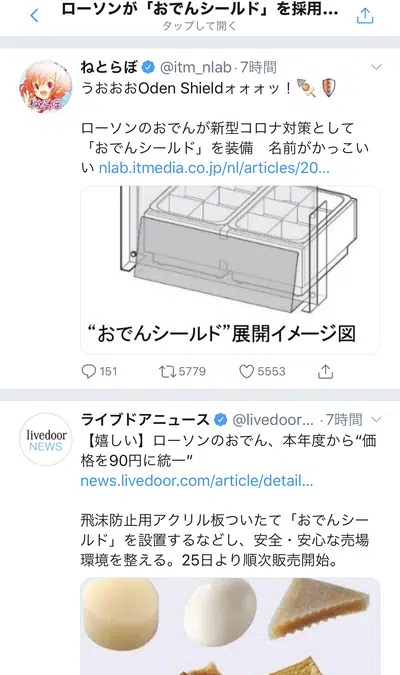 ローソンが「おでんシールド」を採用...
タップして開く
ねとらぼ @itm_nlab・7時間
うおおおOden Shieldォォォッ！
ローソンのおでんが新型コロナ対策として
「おでんシールド」を装備　名前がかっこい
い nlab.itmedia.co.jp/nl/articles/20...
“おでんシールド”展開イメージ図
151 5779 5553
ライブドアニュース @livedoor... ・7時間
livedoor
NEWS
【嬉しい】ローソンのおでん、本年度から“価
格を90円に統一”
news.livedoor.com/article/detail...
飛沫防止用アクリル板ついたて「おでんシー
ルド」を設置するなどし、安全・安心な売場
環境を整える。25日より順次販売開始。